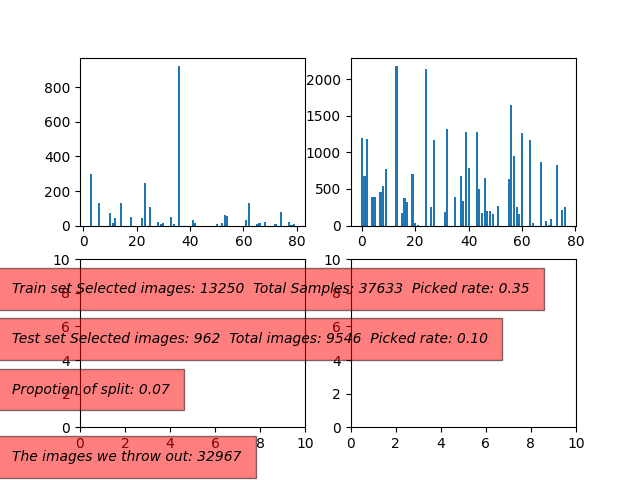 800
600
400
200
0
0 20 40 60 80
2000
1500
1000
500
0
0 20 40 60 80
10
8
6
4
2
0
0 2 4 6 8 10
10
8
6
4
2
0
0 2 4 6 8 10
Train set Selected images: 13250 Total Samples: 37633 Picked rate: 0.35
Test set Selected images: 962 Total images: 9546 Picked rate: 0.10
Propotion of split: 0.07
The images we throw out: 32967